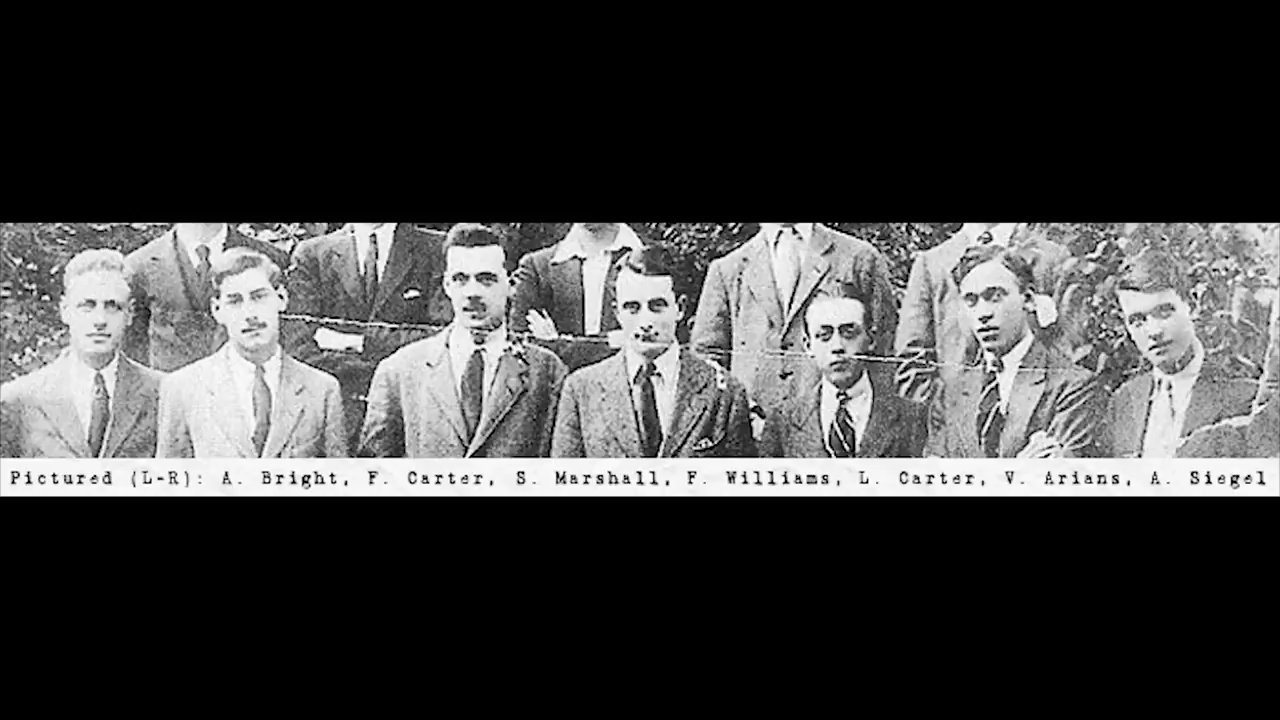 Pictured (L-R): A. Bright, F. Carter, S. Marshall, F. Williams, L. Carter, V. Arians, A. Siegel